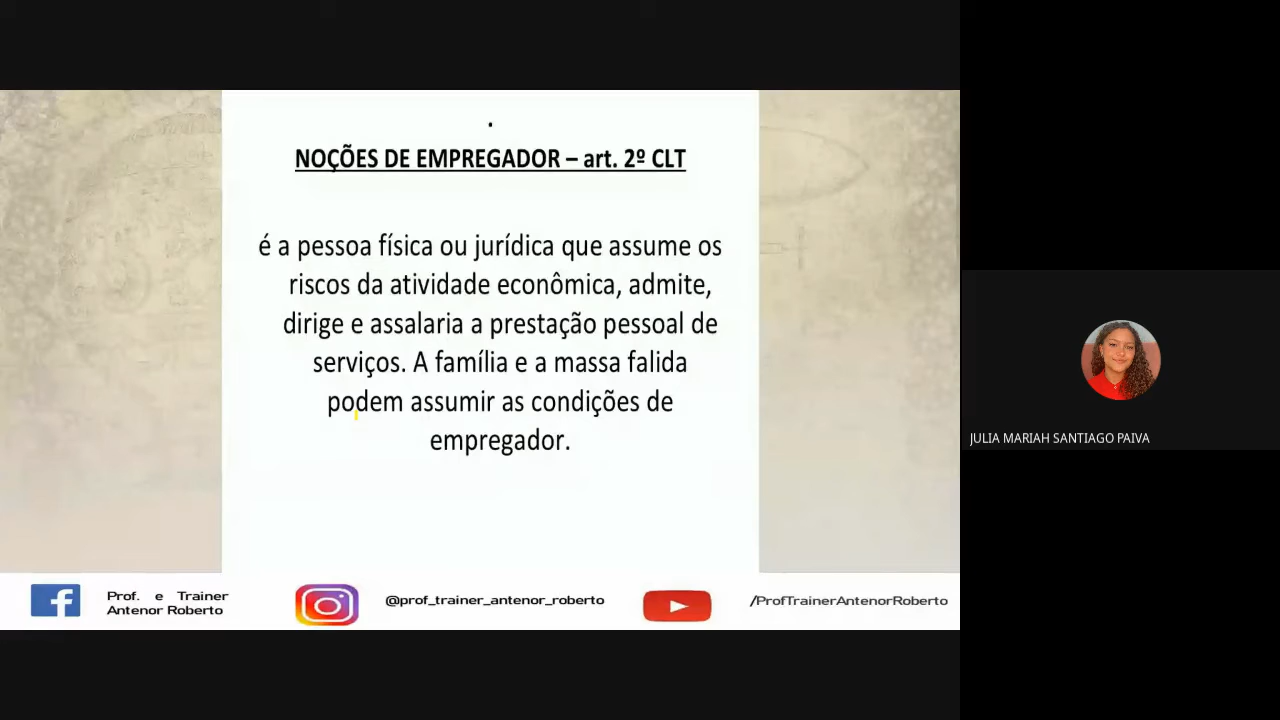 .
NOÇÕES DE EMPREGADOR – art. 2º CLT
é a pessoa física ou jurídica que assume os
riscos da atividade econômica, admite,
dirige e assalaria a prestação pessoal de
serviços. A família e a massa falida
podem assumir as condições de
empregador.
JULIA MARIAH SANTIAGO PAIVA
Prof. e Trainer
Antenor Roberto
@prof_trainer_antenor_roberto
/ProfTrainerAntenorRoberto